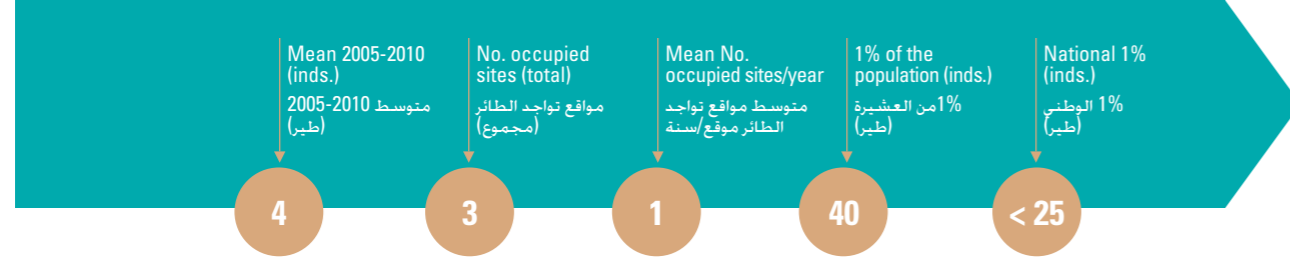 Mean 2005-2010
(inds.)
متوسط 2010-2005
(طير)
4
No. occupied
sites (total)
مواقع تواجد الطائر
(مجموع)
3
Mean No.
occupied sites/year
متوسط مواقع تواجد
الطائر موقع/سنة
1
1% of the
population (inds.)
1%من العشيرة
(طير)
40
National 1%
(inds.)
1% الوطني
(طير)
< 25